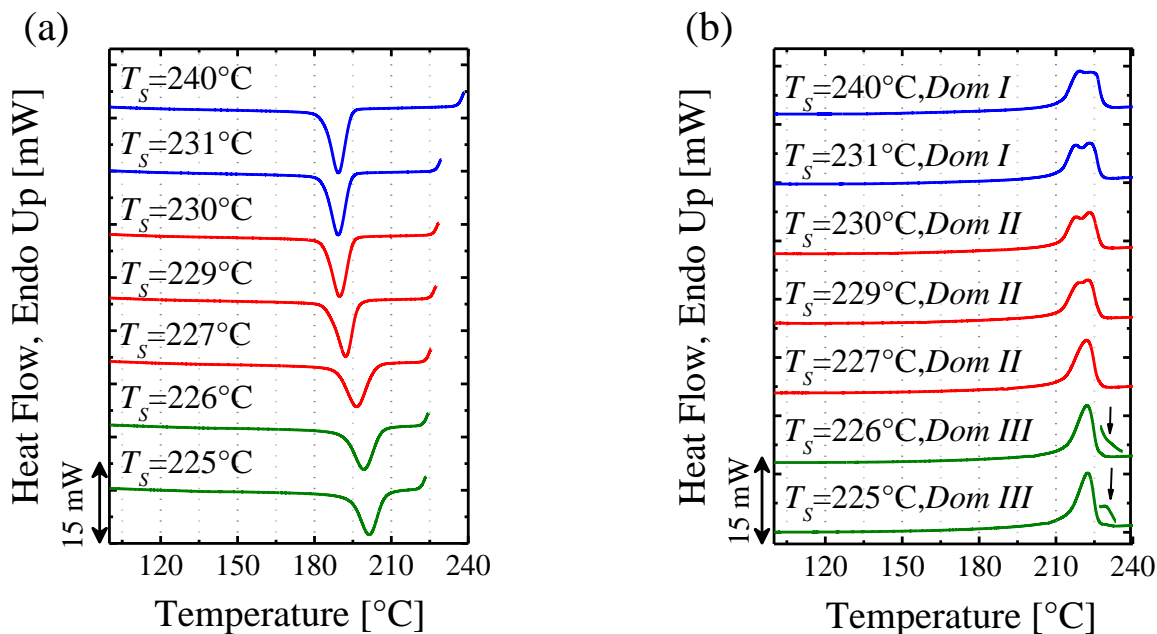 (a)
Heat Flow, Endo Up [mW]
T_S=240°C
T_S=231°C
T_S=230°C
T_S=229°C
T_S=227°C
T_S=226°C
T_S=225°C
15 mW
120 150 180 210 240
Temperature [°C]
(b)
Heat Flow, Endo Up [mW]
T_S=240°C,Dom I
T_S=231°C,Dom I
T_S=230°C,Dom II
T_S=229°C,Dom II
T_S=227°C,Dom II
T_S=226°C,Dom III
T_S=225°C,Dom III
15 mW
120 150 180 210 240
Temperature [°C]